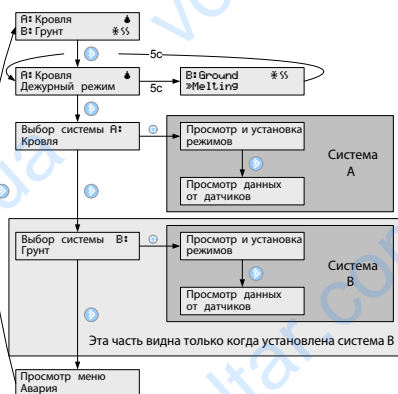 A: Кровля
B: Грунт
5с
A: Кровля
Дежурный режим
5с
B: Ground
»Melting
Выбор системы A:
Кровля
Просмотр и установка
режимов
Просмотр данных
от датчиков
Система
A
Выбор системы B:
Грунт
Просмотр и установка
режимов
Просмотр данных
от датчиков
Система
B
Эта часть видна только когда установлена система B
Просмотр меню
Авария